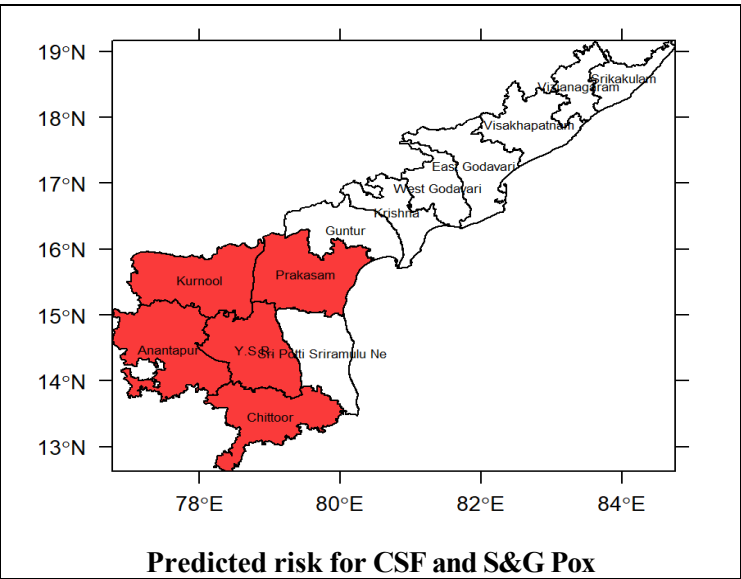 19°N
18°N
17°N
16°N
15°N
14°N
13°N
Srikakulam
Vizianagaram
Visakhapatnam
East Godavari
West Godavari
Krishna
Guntur
Prakasam
Kurnool
Anantapur
Y.S.R.
Sri Potti Sriramulu Ne
Chittoor
78°E 80°E 82°E 84°E
Predicted risk for CSF and S&G Pox